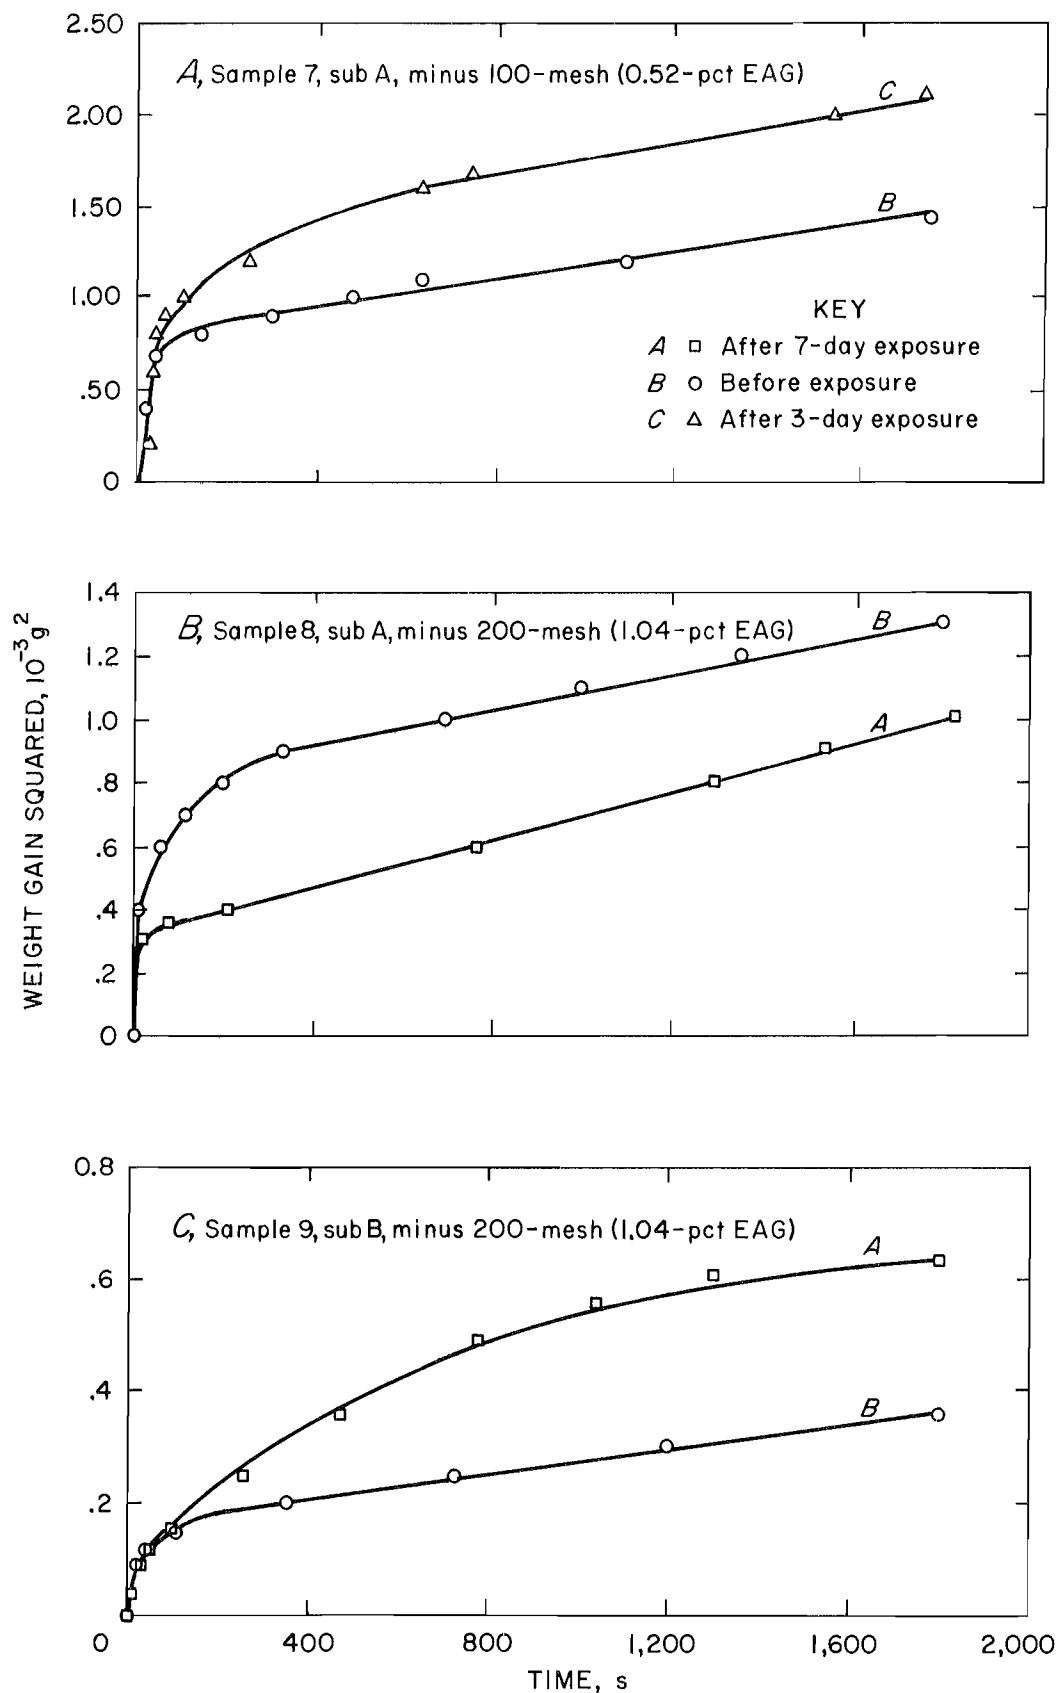 2.50
A, Sample 7, sub A, minus 100-mesh (0.52-pct EAG)
C
2.00
1.50
B
1.00
KEY
A □ After 7-day exposure
.50
B ○ Before exposure
C △ After 3-day exposure
0
WEIGHT GAIN SQUARED, 10⁻³g²
1.4
B, Sample 8, sub A, minus 200-mesh (1.04-pct EAG)
B
1.2
1.0
A
.8
.6
.4
.2
0
0.8
C, Sample 9, sub B, minus 200-mesh (1.04-pct EAG)
A
.6
.4
B
.2
0 400 800 1,200 1,600 2,000
TIME, s